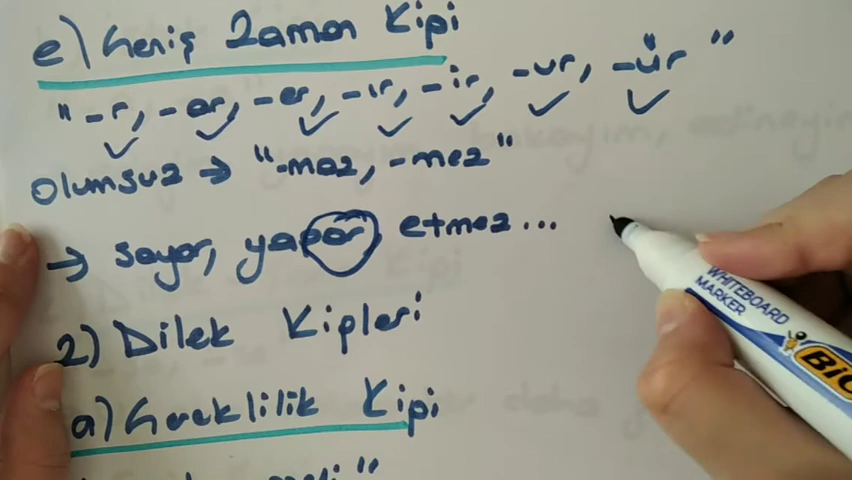 e) Geniş Zaman Kipi
"-r, -ar, -er, -ır, -ir, -ur, -ür"
Olumsuz → "-maz, -mez"
→ sayar, yapar etmez...
2) Dilek Kipleri
a) Gereklilik Kipi
WHITEBOARD
MARKER
BIC